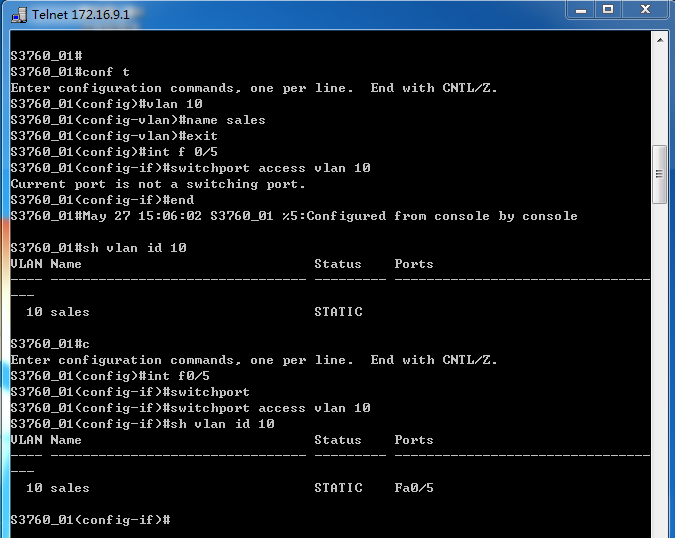 Telnet 172.16.9.1
S3760_01#
S3760_01#conf t
Enter configuration commands, one per line.  End with CNTL/Z.
S3760_01(config)#vlan 10
S3760_01(config-vlan)#name sales
S3760_01(config-vlan)#exit
S3760_01(config)#int f 0/5
S3760_01(config-if)#switchport access vlan 10
Current port is not a switching port.
S3760_01(config-if)#end
S3760_01#May 27 15:06:02 S3760_01 %5:Configured from console by console
S3760_01#sh vlan id 10
VLAN Name                             Status    Ports
---- -------------------------------- --------- --------------------------------
---
  10 sales                            STATIC
S3760_01#c
Enter configuration commands, one per line.  End with CNTL/Z.
S3760_01(config)#int f0/5
S3760_01(config-if)#switchport
S3760_01(config-if)#switchport access vlan 10
S3760_01(config-if)#sh vlan id 10
VLAN Name                             Status    Ports
---- -------------------------------- --------- --------------------------------
---
  10 sales                            STATIC    Fa0/5
S3760_01(config-if)#